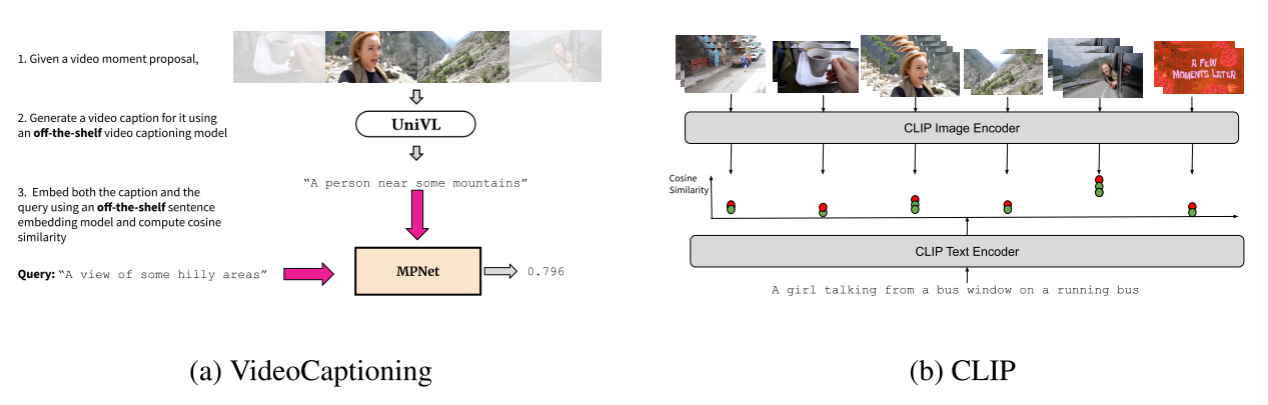 1. Given a video moment proposal,
2. Generate a video caption for it using
an off-the-shelf video captioning model
UniVL
"A person near some mountains"
3. Embed both the caption and the
query using an off-the-shelf sentence
embedding model and compute cosine
similarity
Query: "A view of some hilly areas"
MPNet
0.796
(a) VideoCaptioning
A FEW
MOMENTS LATER
CLIP Image Encoder
Cosine
Similarity
CLIP Text Encoder
A girl talking from a bus window on a running bus
(b) CLIP